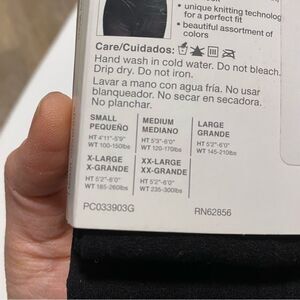 • unique knitting technolog
for a perfect fit
• beautiful assortment of
colors
Care/Cuidados:
Hand wash in cold water. Do not bleach.
Drip dry. Do not iron.
Lavar a mano con agua fría. No usar
blanqueador. No secar en secadora.
No planchar.
SMALL
PEQUEÑO
HT 4'11"-5'9"
WT 100-150lbs
MEDIUM
MEDIANO
HT 5'3"-6'0"
WT 120-170lbs
LARGE
GRANDE
HT 5'2"-6'0"
WT 145-210lbs
X-LARGE
X-GRANDE
HT 5'2"-6'0"
WT 185-260lbs
XX-LARGE
XX-GRANDE
HT 5'2"-6'0"
WT 235-300lbs
PC033903G
RN62856